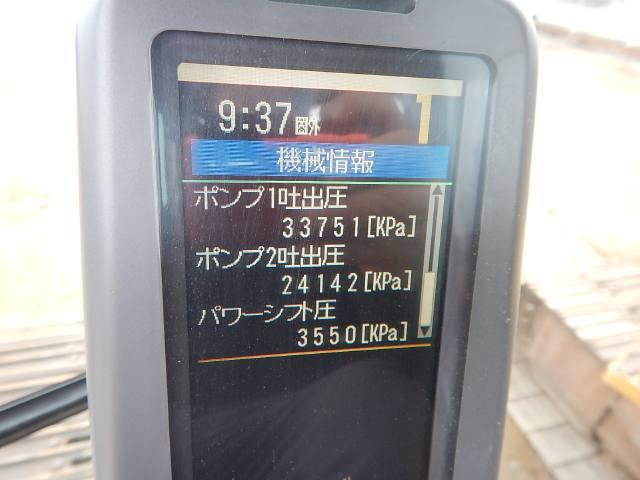 9:37 圏外
1
機械情報
ポンプ1吐出圧
33751[KPa]
ポンプ2吐出圧
24142[KPa]
パワーシフト圧
3550[KPa]